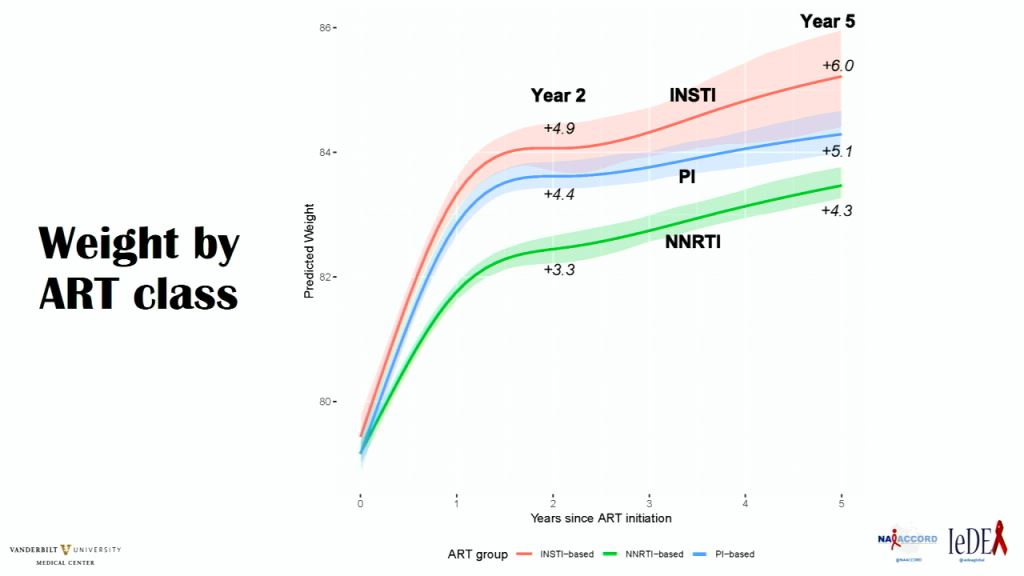 Weight by
ART class
Year 5
+6.0
Year 2
INSTI
+4.9
+5.1
PI
+4.4
+4.3
NNRTI
+3.3
86
84
82
80
Predicted Weight
0 1 2 3 4 5
Years since ART initiation
ART group INSTI-based NNRTI-based PI-based
VANDERBILT UNIVERSITY
MEDICAL CENTER
NA ACCORD
@NAACCORD
IeDEA
@iedeaglobal